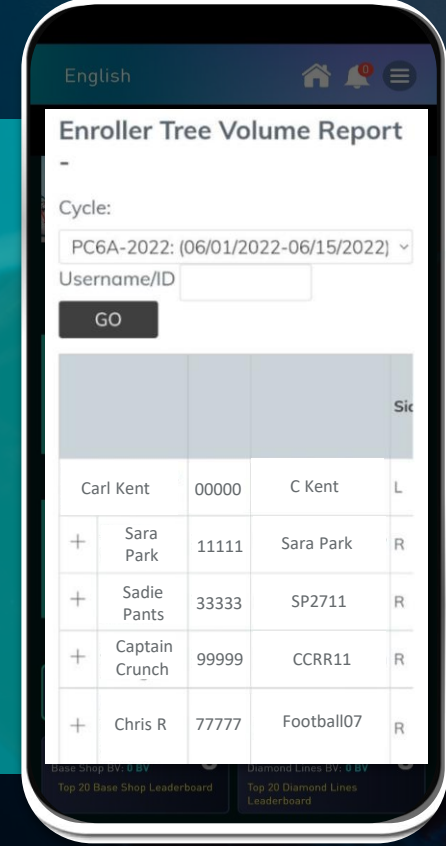 English
0
Enroller Tree Volume Report
-
Cycle:
PC6A-2022: (06/01/2022-06/15/2022)
Username/ID
GO
Carl Kent 00000 C Kent L
+ Sara Park 11111 Sara Park R
+ Sadie Pants 33333 SP2711 R
+ Captain Crunch 99999 CCRR11 R
+ Chris R 77777 Football07 R
Base Shop BV: 0 BV Diamond Lines BV: 0 BV
Top 20 Base Shop Leaderboard Top 20 Diamond Lines
Leaderboard